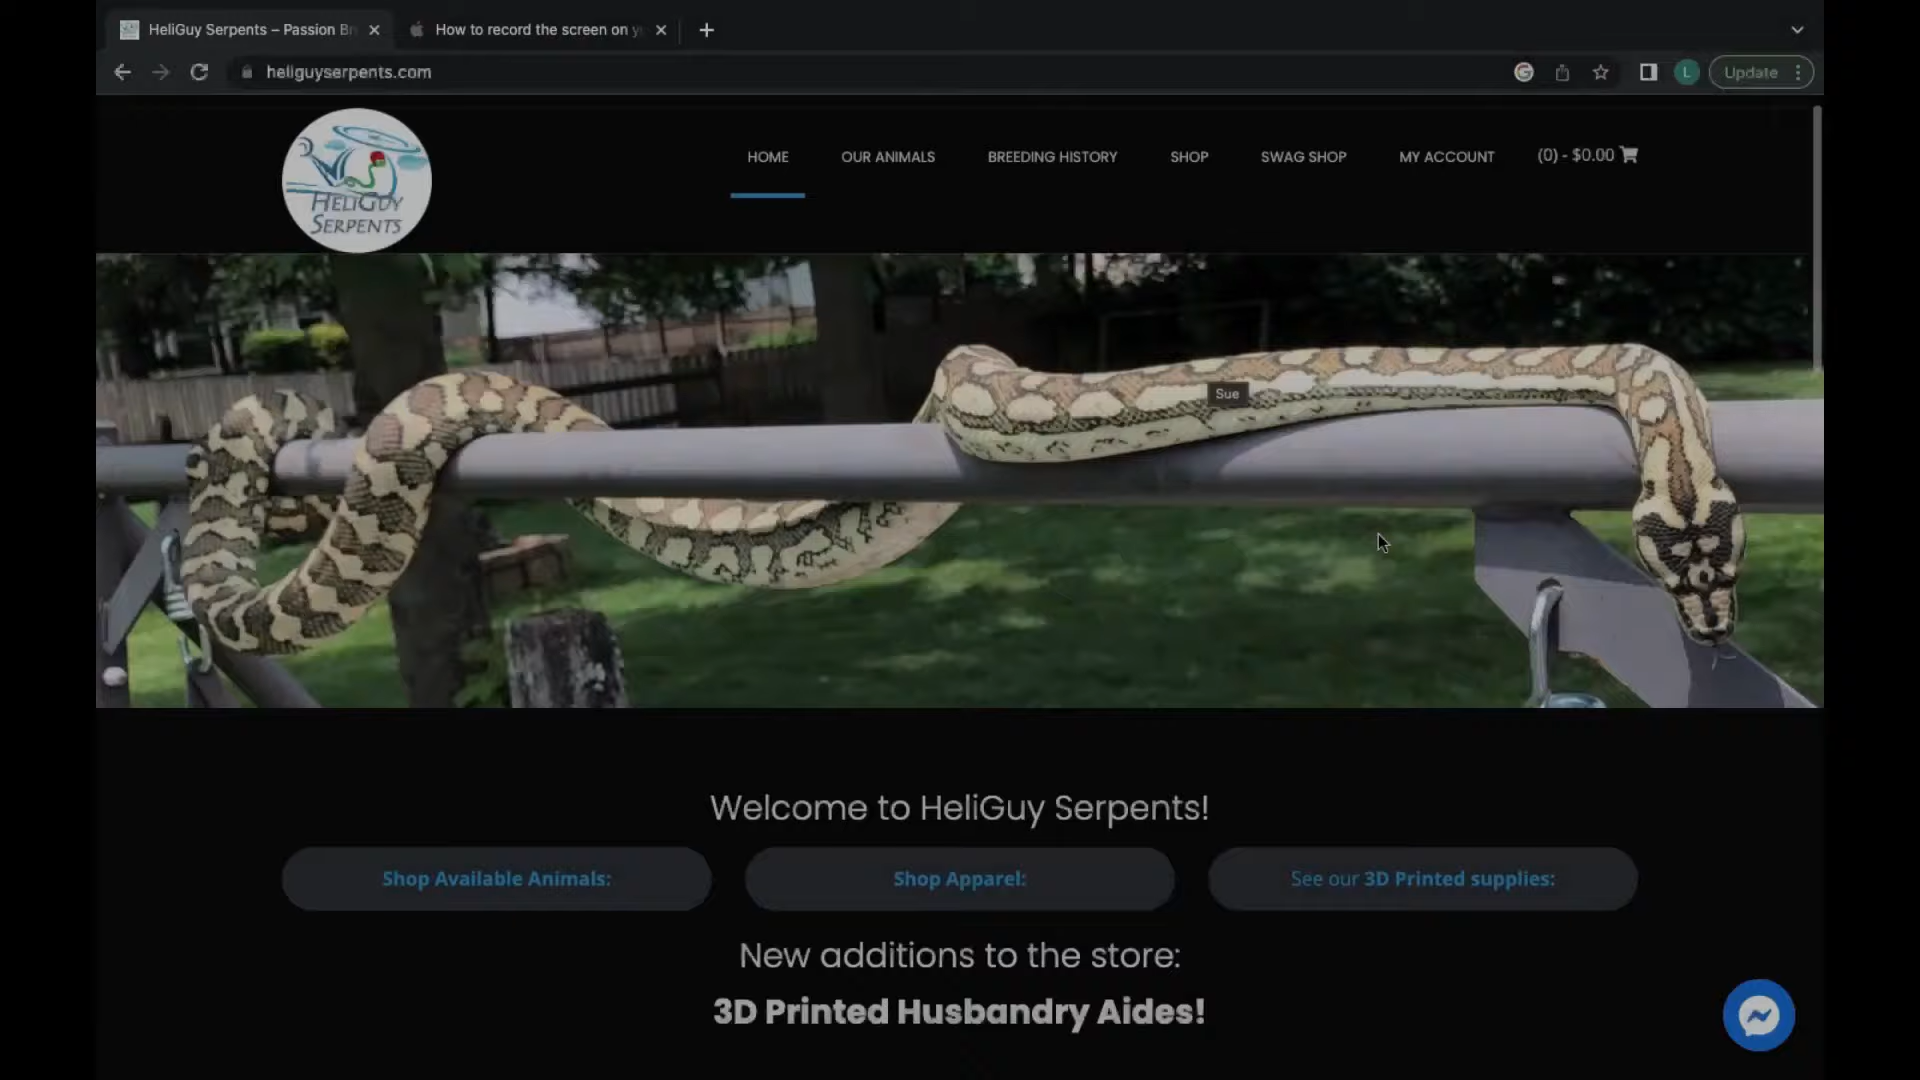 HeliGuy Serpents – Passion Br
How to record the screen on y
heliguyserpents.com
L
Update
HELIGUY
SERPENTS
HOME
OUR ANIMALS
BREEDING HISTORY
SHOP
SWAG SHOP
MY ACCOUNT
(0) - $0.00
Sue
Welcome to HeliGuy Serpents!
Shop Available Animals:
Shop Apparel:
See our 3D Printed supplies:
New additions to the store:
3D Printed Husbandry Aides!